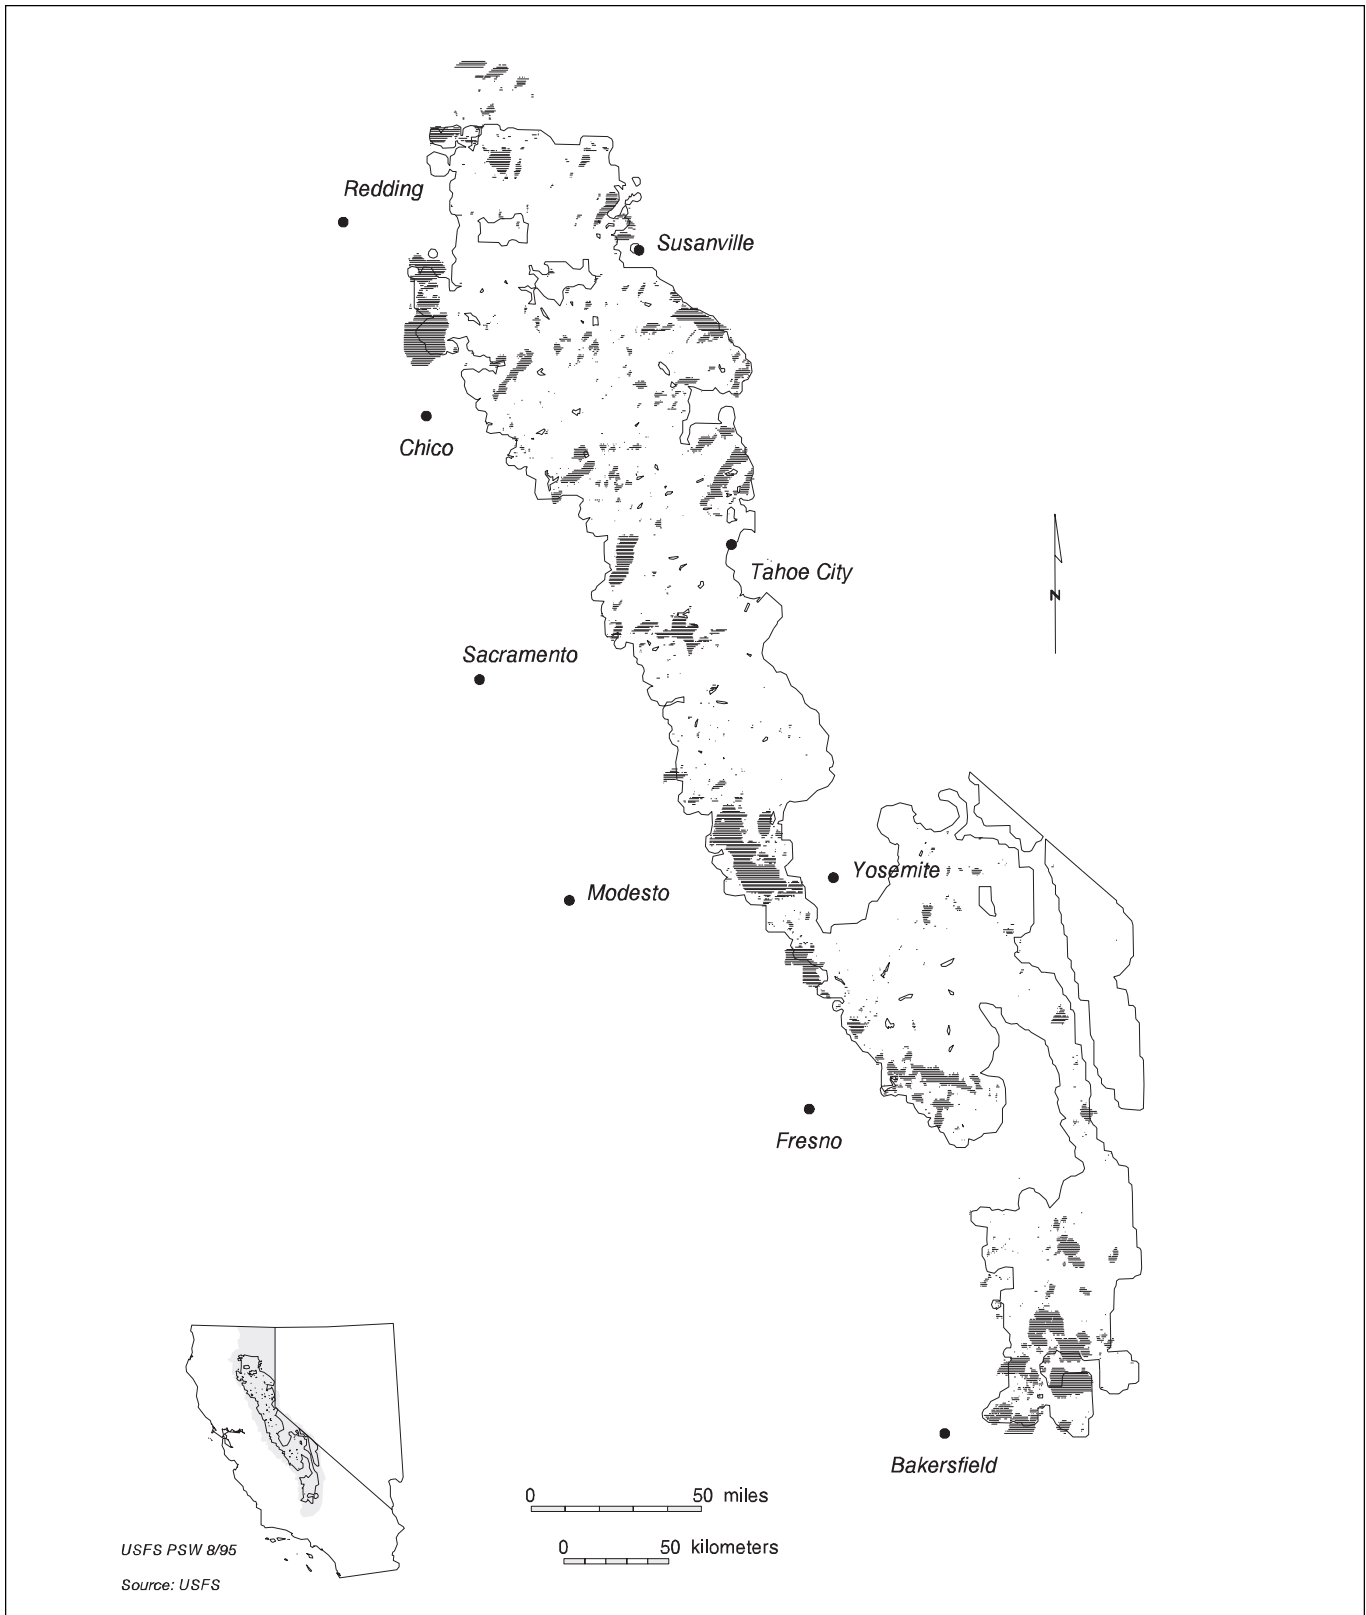 Redding
Susanville
Chico
Tahoe City
N
Sacramento
Yosemite
Modesto
Fresno
Bakersfield
0 50 miles
0 50 kilometers
USFS PSW 8/95
Source: USFS